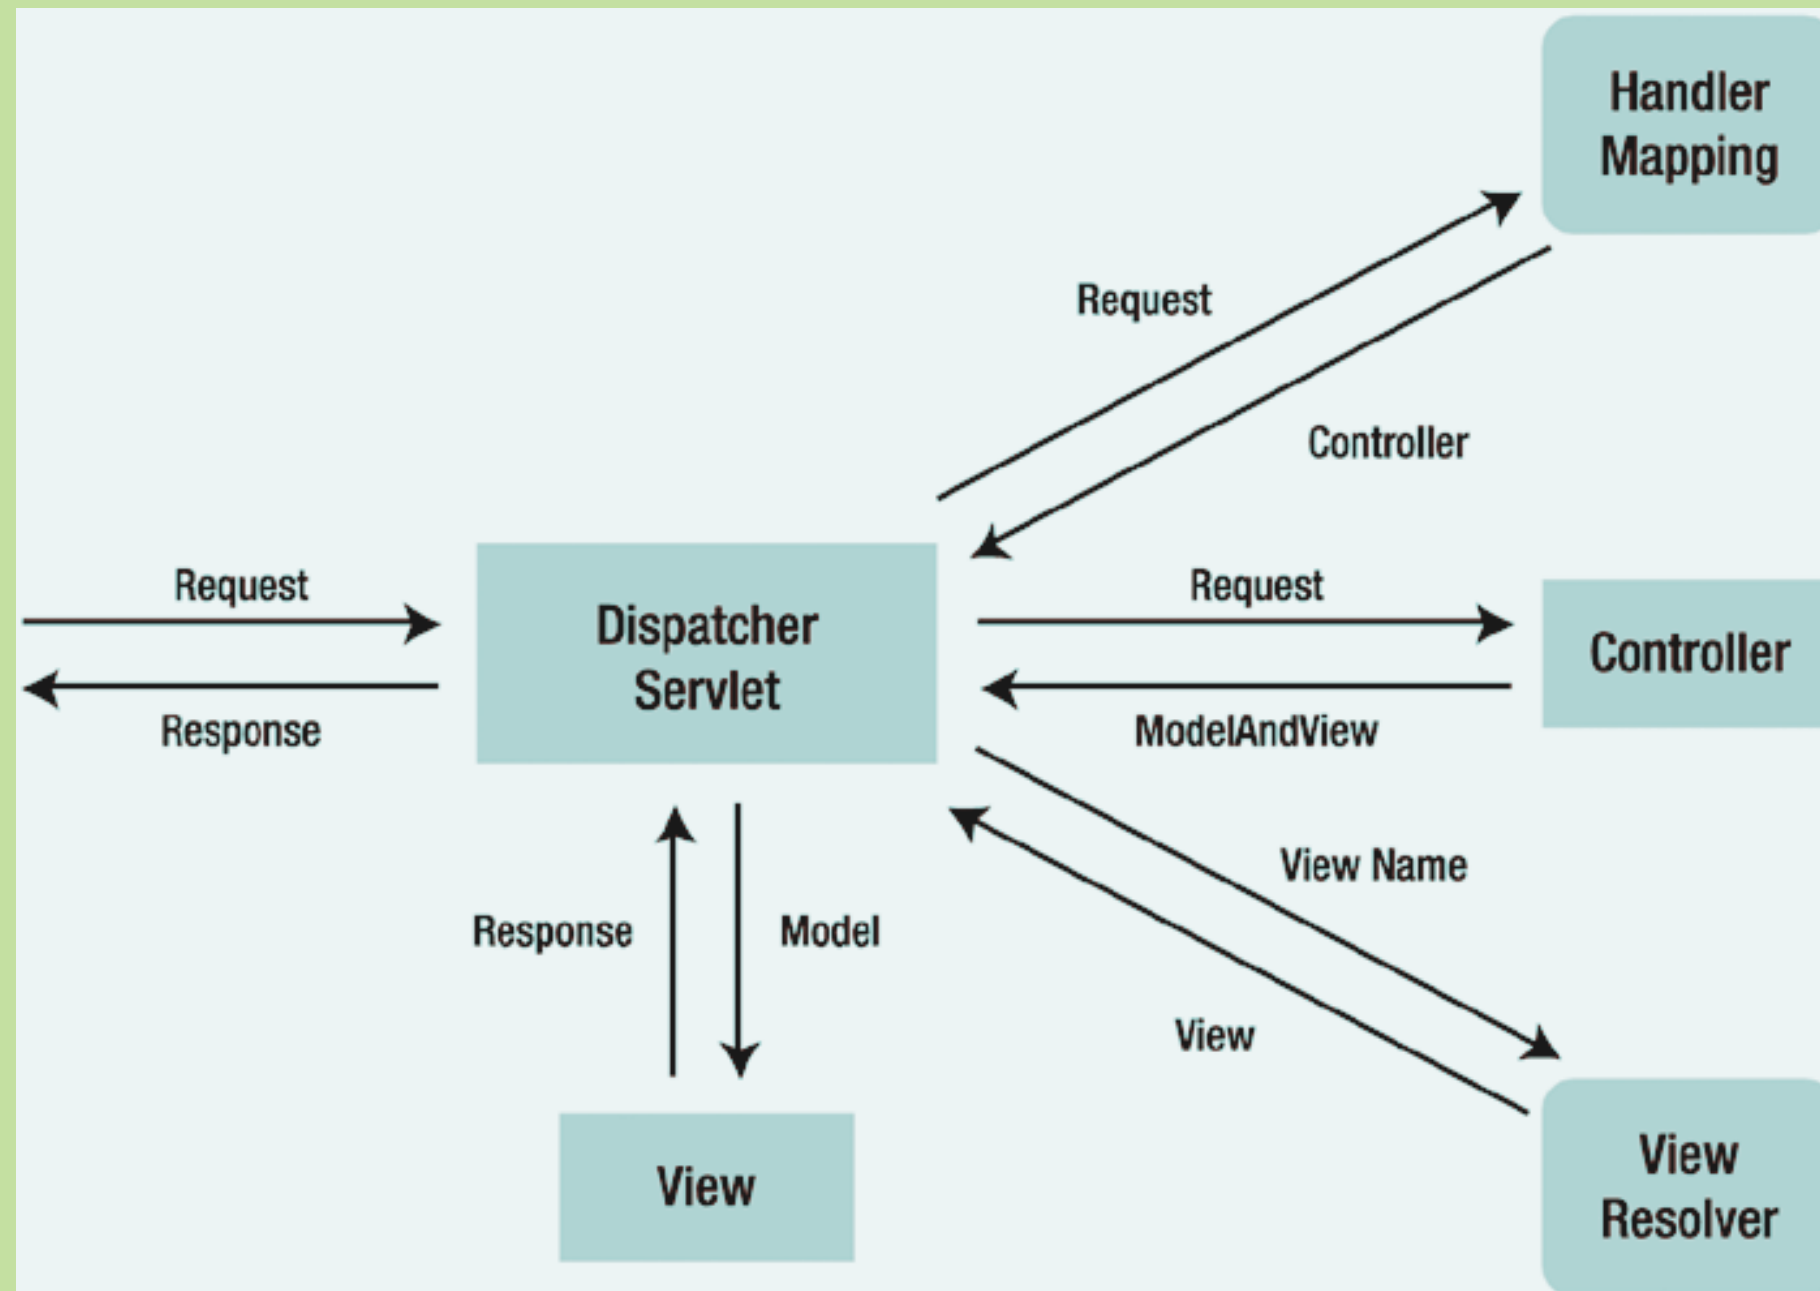 Handler
Mapping
Request
Controller
Request
Dispatcher
Servlet
Request
Controller
Response
ModelAndView
View Name
Response
Model
View
View
View
Resolver